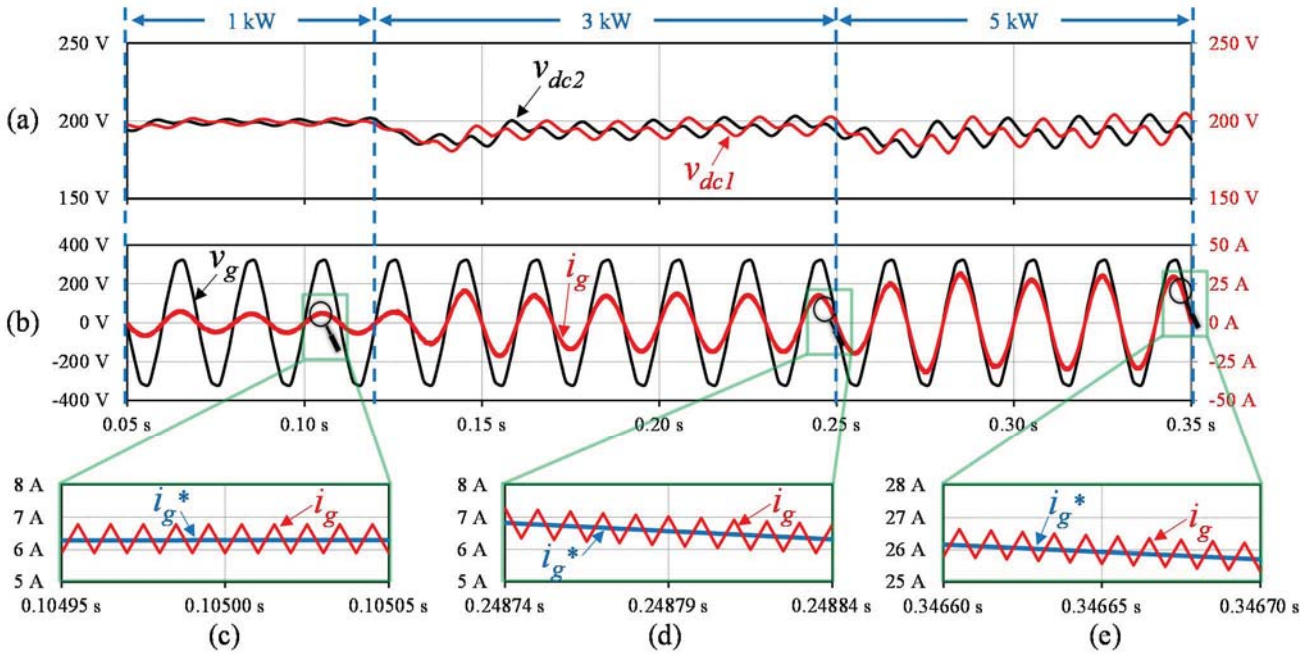 1 kW 3 kW 5 kW
250 V 250 V
v_dc2
(a) 200 V 200 V
v_dc1
150 V 150 V
400 V 50 A
v_g i_g
200 V 25 A
(b) 0 V 0 A
-200 V -25 A
-400 V -50 A
0.05 s 0.10 s 0.15 s 0.20 s 0.25 s 0.30 s 0.35 s
8 A 8 A 28 A
i_g* i_g i_g i_g* i_g
7 A 7 A 27 A
6 A i_g* 6 A 26 A
5 A 5 A 25 A
0.10495 s 0.10500 s 0.10505 s 0.24874 s 0.24879 s 0.24884 s 0.34660 s 0.34665 s 0.34670 s
(c) (d) (e)